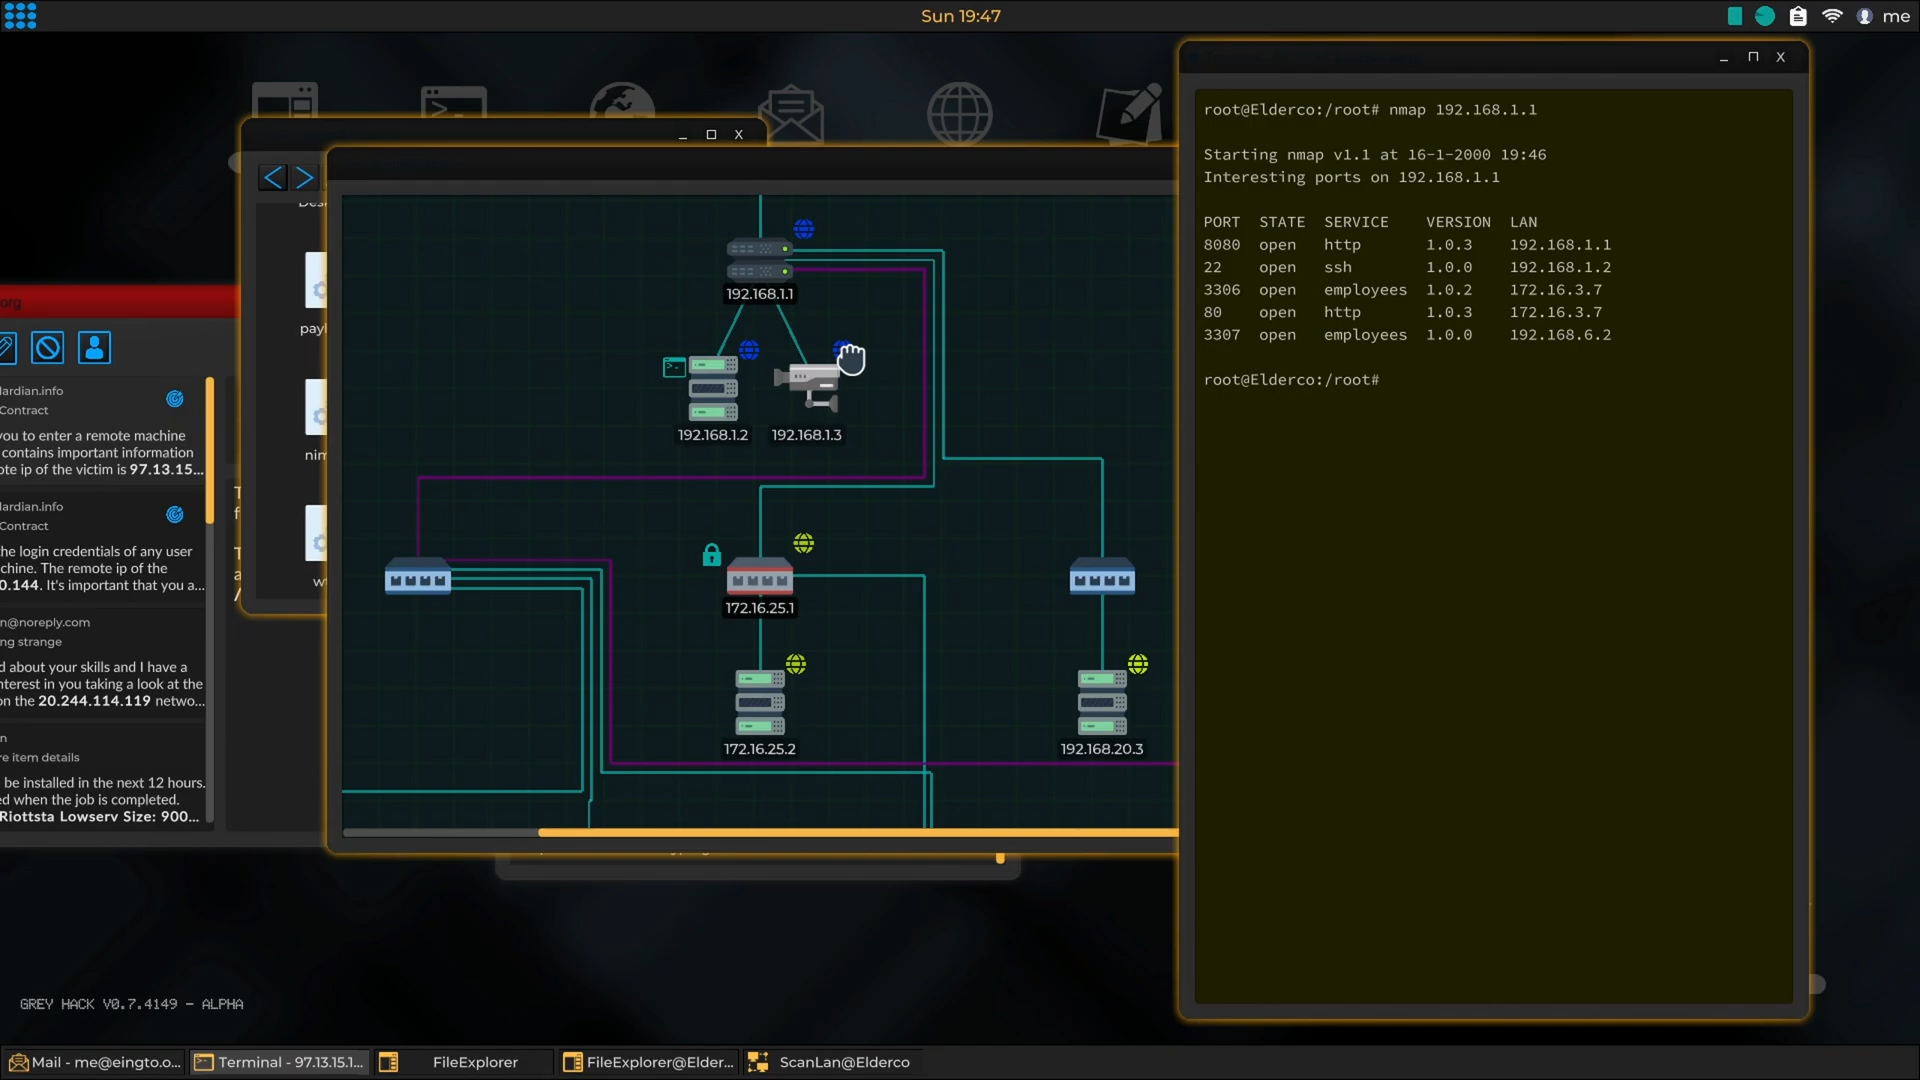 Sun 19:47
me
org
Des
payl
nim
w
ardian.info
Contract
you to enter a remote machine
contains important information
ote ip of the victim is 97.13.15...
ardian.info
Contract
he login credentials of any user
chine. The remote ip of the
0.144. It's important that you a...
n@noreply.com
ng strange
d about your skills and I have a
nterest in you taking a look at the
on the 20.244.114.119 netwo...
n
re item details
be installed in the next 12 hours.
ed when the job is completed.
Riottsta Lowserv Size: 900...
192.168.1.1
192.168.1.2
192.168.1.3
172.16.25.1
172.16.25.2
192.168.20.3
root@Elderco:/root# nmap 192.168.1.1
Starting nmap v1.1 at 16-1-2000 19:46
Interesting ports on 192.168.1.1
PORT STATE SERVICE VERSION LAN
8080 open http 1.0.3 192.168.1.1
22 open ssh 1.0.0 192.168.1.2
3306 open employees 1.0.2 172.16.3.7
80 open http 1.0.3 172.16.3.7
3307 open employees 1.0.0 192.168.6.2
root@Elderco:/root#
GREY HACK V0.7.4149 - ALPHA
Mail - me@eingto.o...
Terminal - 97.13.15.1...
FileExplorer
FileExplorer@Elder...
ScanLan@Elderco